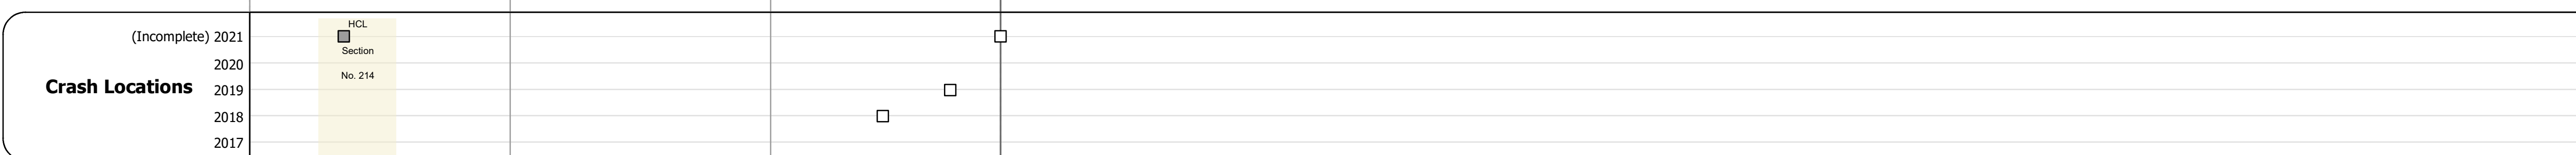 HCL
(Incomplete) 2021
Section
2020
No. 214
Crash Locations
2019
2018
2017